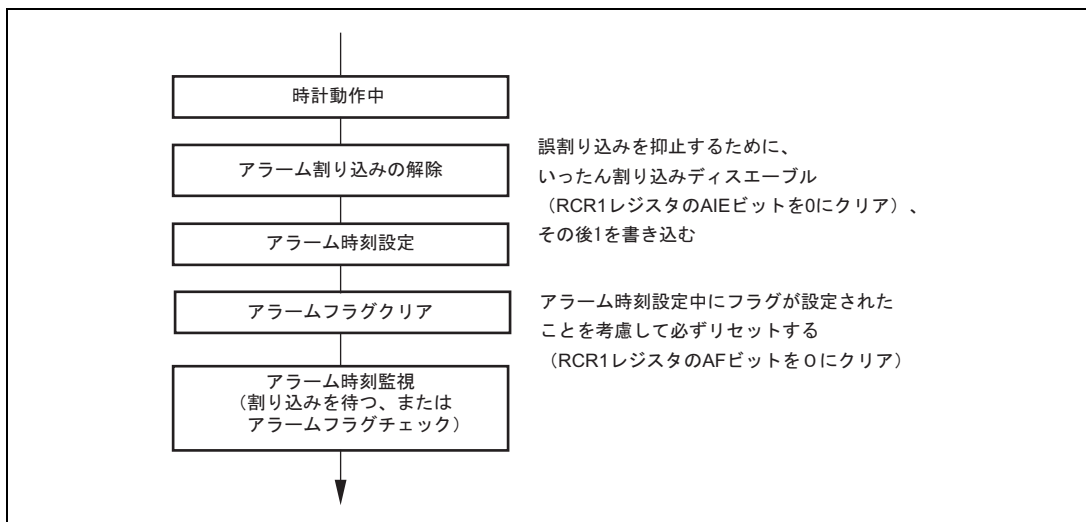 時計動作中
アラーム割り込みの解除
誤割り込みを抑止するために、
いったん割り込みディスエーブル
（RCR1レジスタのAIEビットを0にクリア）、
その後1を書き込む
アラーム時刻設定
アラームフラグクリア
アラーム時刻設定中にフラグが設定された
ことを考慮して必ずリセットする
（RCR1レジスタのAFビットを０にクリア）
アラーム時刻監視
（割り込みを待つ、または
アラームフラグチェック）